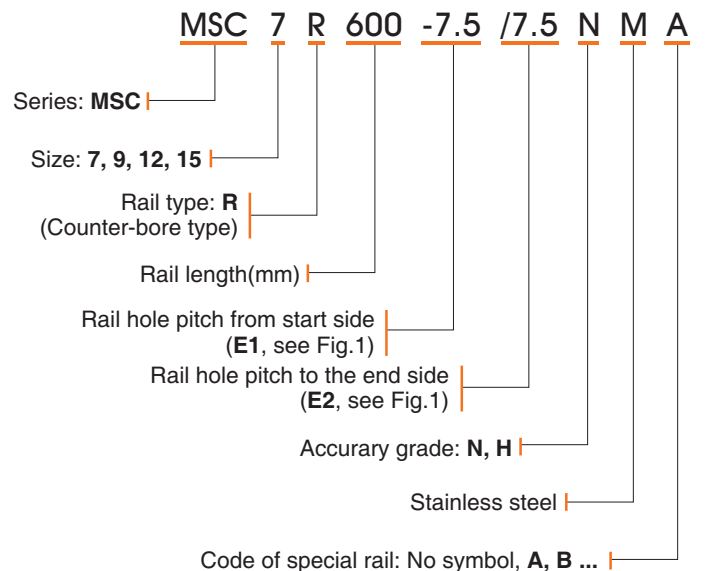 MSC 7 R 600 -7.5 /7.5 N M A
Series: MSC
Size: 7, 9, 12, 15
Rail type: R
(Counter-bore type)
Rail length(mm)
Rail hole pitch from start side
(E1, see Fig.1)
Rail hole pitch to the end side
(E2, see Fig.1)
Accurary grade: N, H
Stainless steel
Code of special rail: No symbol, A, B ...